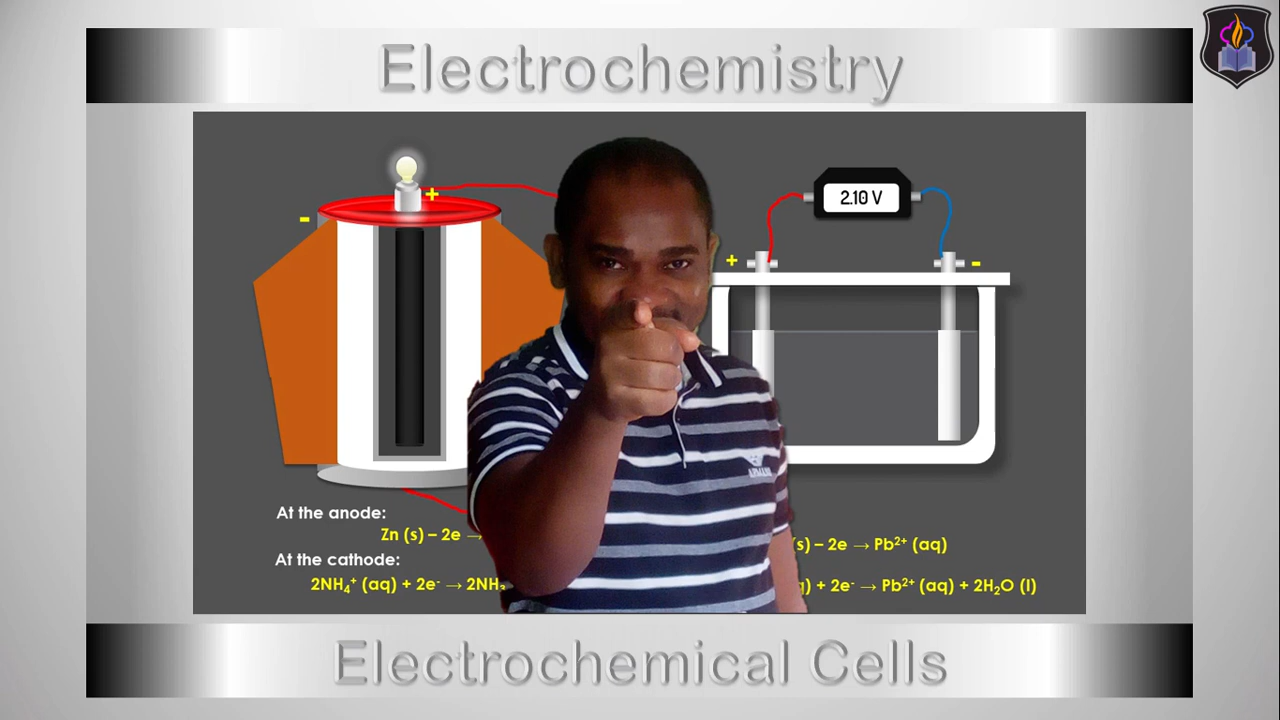 Electrochemistry
+
-
2.10 V
+
-
At the anode:
Zn (s) – 2e →
At the cathode:
2NH₄⁺ (aq) + 2e⁻ → 2NH₃
(s) – 2e → Pb²⁺ (aq)
) + 2e⁻ → Pb²⁺ (aq) + 2H₂O (l)
Electrochemical Cells